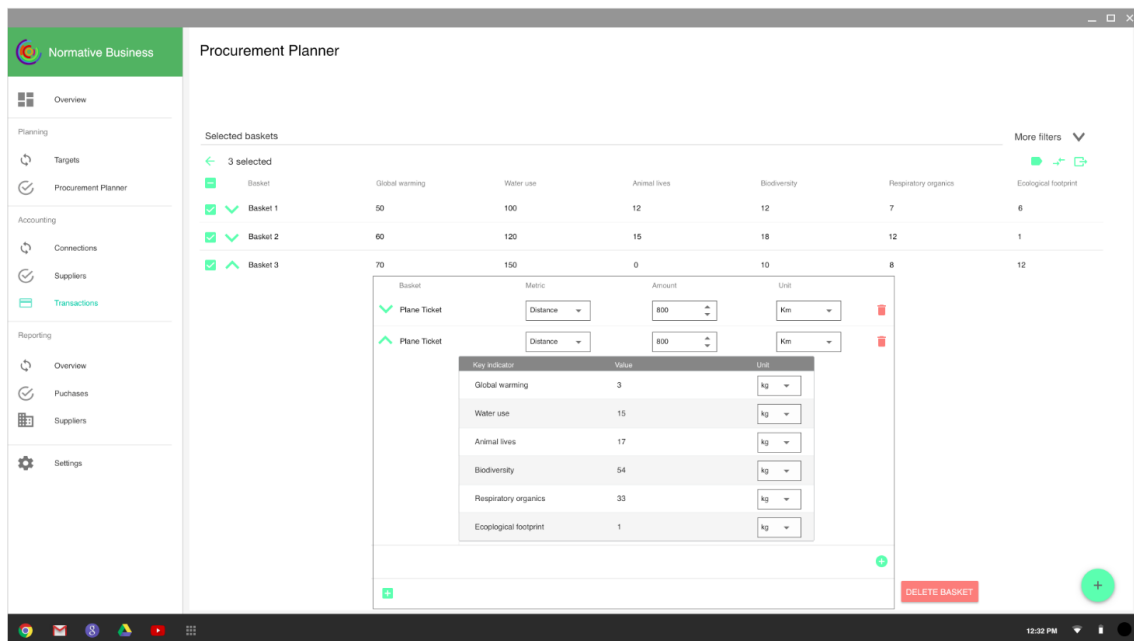 Normative Business
Procurement Planner
Overview
Planning
Targets
Procurement Planner
Accounting
Connections
Suppliers
Transactions
Reporting
Overview
Puchases
Suppliers
Settings
Selected baskets
More filters
3 selected
Basket Global warming Water use Animal lives Biodiversity Respiratory organics Ecological footprint
Basket 1 50 100 12 12 7 6
Basket 2 60 120 15 18 12 1
Basket 3 70 150 0 10 8 12
Basket Metric Amount Unit
Plane Ticket Distance 800 Km
Plane Ticket Distance 800 Km
Key indicator Value Unit
Global warming 3 kg
Water use 15 kg
Animal lives 17 kg
Biodiversity 54 kg
Respiratory organics 33 kg
Ecoplogical footprint 1 kg
DELETE BASKET
12:32 PM